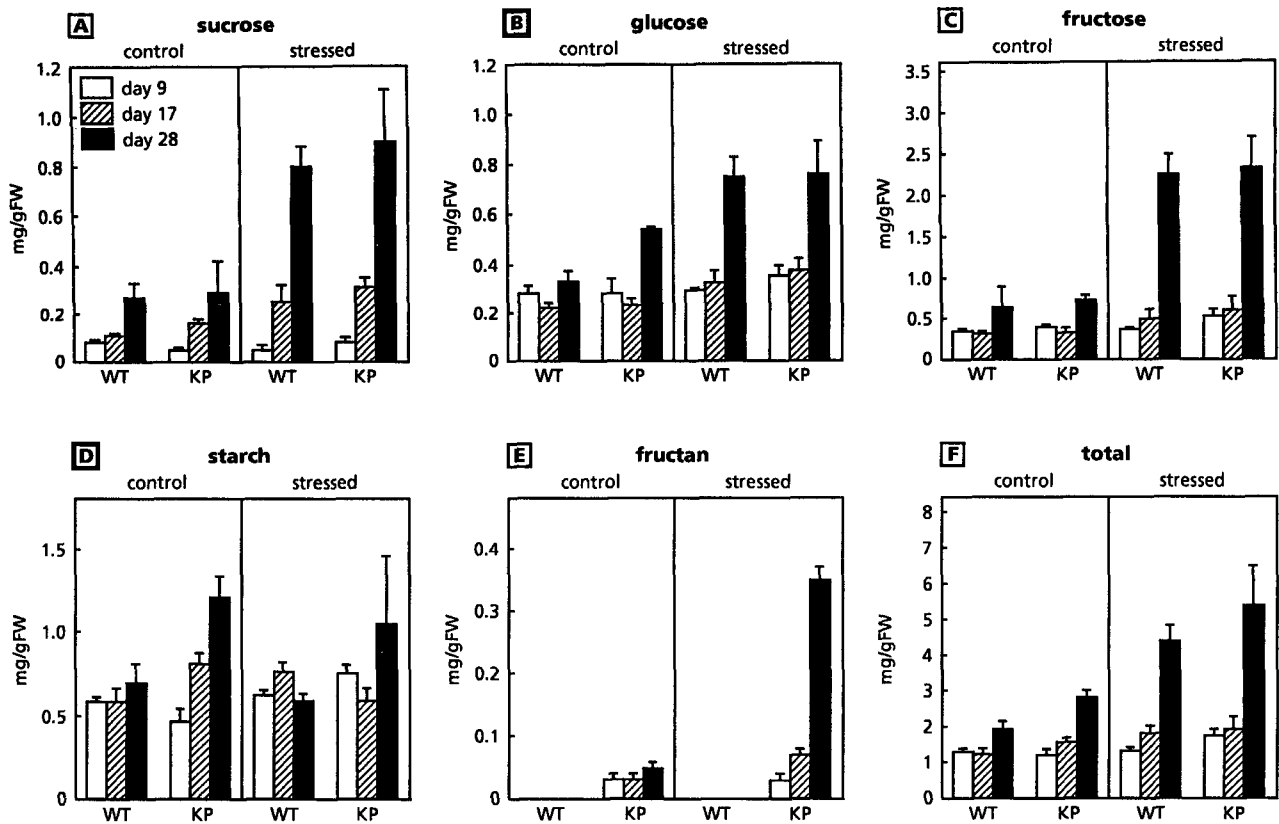 A sucrose
control stressed
mg/gFW
1.2
1.0
0.8
0.6
0.4
0.2
0
day 9
day 17
day 28
WT KP WT KP
B glucose
control stressed
mg/gFW
1.2
1.0
0.8
0.6
0.4
0.2
0
WT KP WT KP
C fructose
control stressed
mg/gFW
3.5
3.0
2.5
2.0
1.0
0.5
0
WT KP WT KP
D starch
control stressed
mg/gFW
1.5
1.0
0.5
0
WT KP WT KP
E fructan
control stressed
mg/gFW
0.4
0.3
0.2
0.1
0
WT KP WT KP
F total
control stressed
mg/gFW
8
7
6
5
4
3
2
1
0
WT KP WT KP